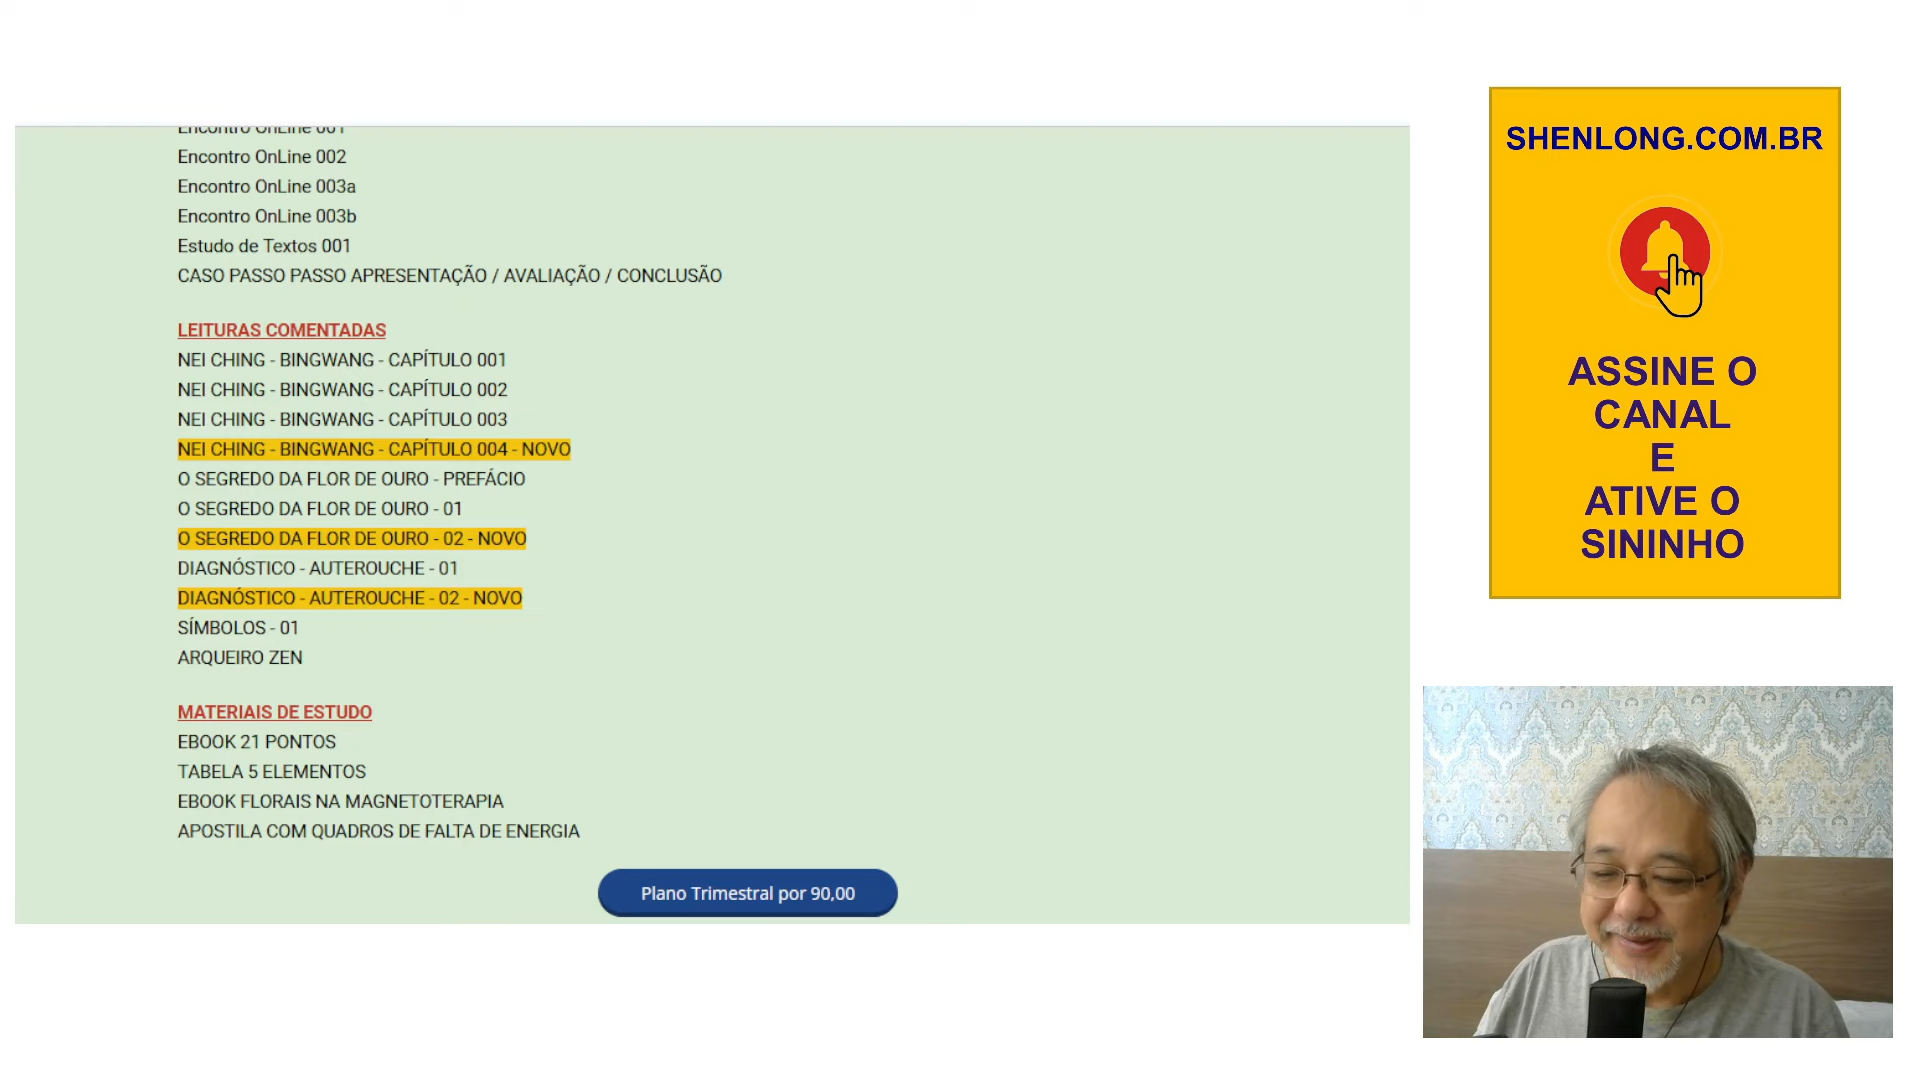 Encontro OnLine 001
Encontro OnLine 002
Encontro OnLine 003a
Encontro OnLine 003b
Estudo de Textos 001
CASO PASSO PASSO APRESENTAÇÃO / AVALIAÇÃO / CONCLUSÃO
LEITURAS COMENTADAS
NEI CHING - BINGWANG - CAPÍTULO 001
NEI CHING - BINGWANG - CAPÍTULO 002
NEI CHING - BINGWANG - CAPÍTULO 003
NEI CHING - BINGWANG - CAPÍTULO 004 - NOVO
O SEGREDO DA FLOR DE OURO - PREFÁCIO
O SEGREDO DA FLOR DE OURO - 01
O SEGREDO DA FLOR DE OURO - 02 - NOVO
DIAGNÓSTICO - AUTEROUCHE - 01
DIAGNÓSTICO - AUTEROUCHE - 02 - NOVO
SÍMBOLOS - 01
ARQUEIRO ZEN
MATERIAIS DE ESTUDO
EBOOK 21 PONTOS
TABELA 5 ELEMENTOS
EBOOK FLORAIS NA MAGNETOTERAPIA
APOSTILA COM QUADROS DE FALTA DE ENERGIA
Plano Trimestral por 90,00
SHENLONG.COM.BR
ASSINE O
CANAL
E
ATIVE O
SININHO